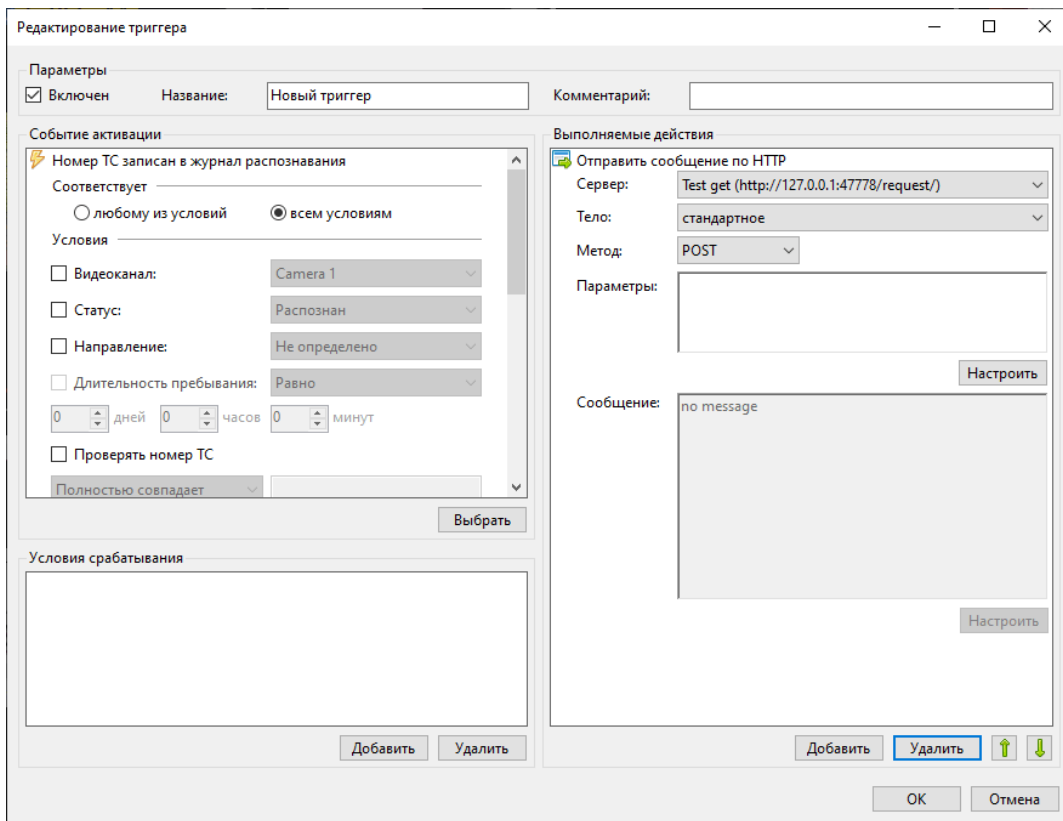 Редактирование триггера
Параметры
Включен Название: Новый триггер Комментарий:
Событие активации
Номер ТС записан в журнал распознавания
Соответствует
любому из условий всем условиям
Условия
Видеоканал: Camera 1
Статус: Распознан
Направление: Не определено
Длительность пребывания: Равно
0 дней 0 часов 0 минут
Проверять номер ТС
Полностью совпадает
Выбрать
Условия срабатывания
Добавить Удалить
Выполняемые действия
Отправить сообщение по HTTP
Сервер: Test get (http://127.0.0.1:47778/request/)
Тело: стандартное
Метод: POST
Параметры:
Настроить
Сообщение: no message
Настроить
Добавить Удалить
OK Отмена